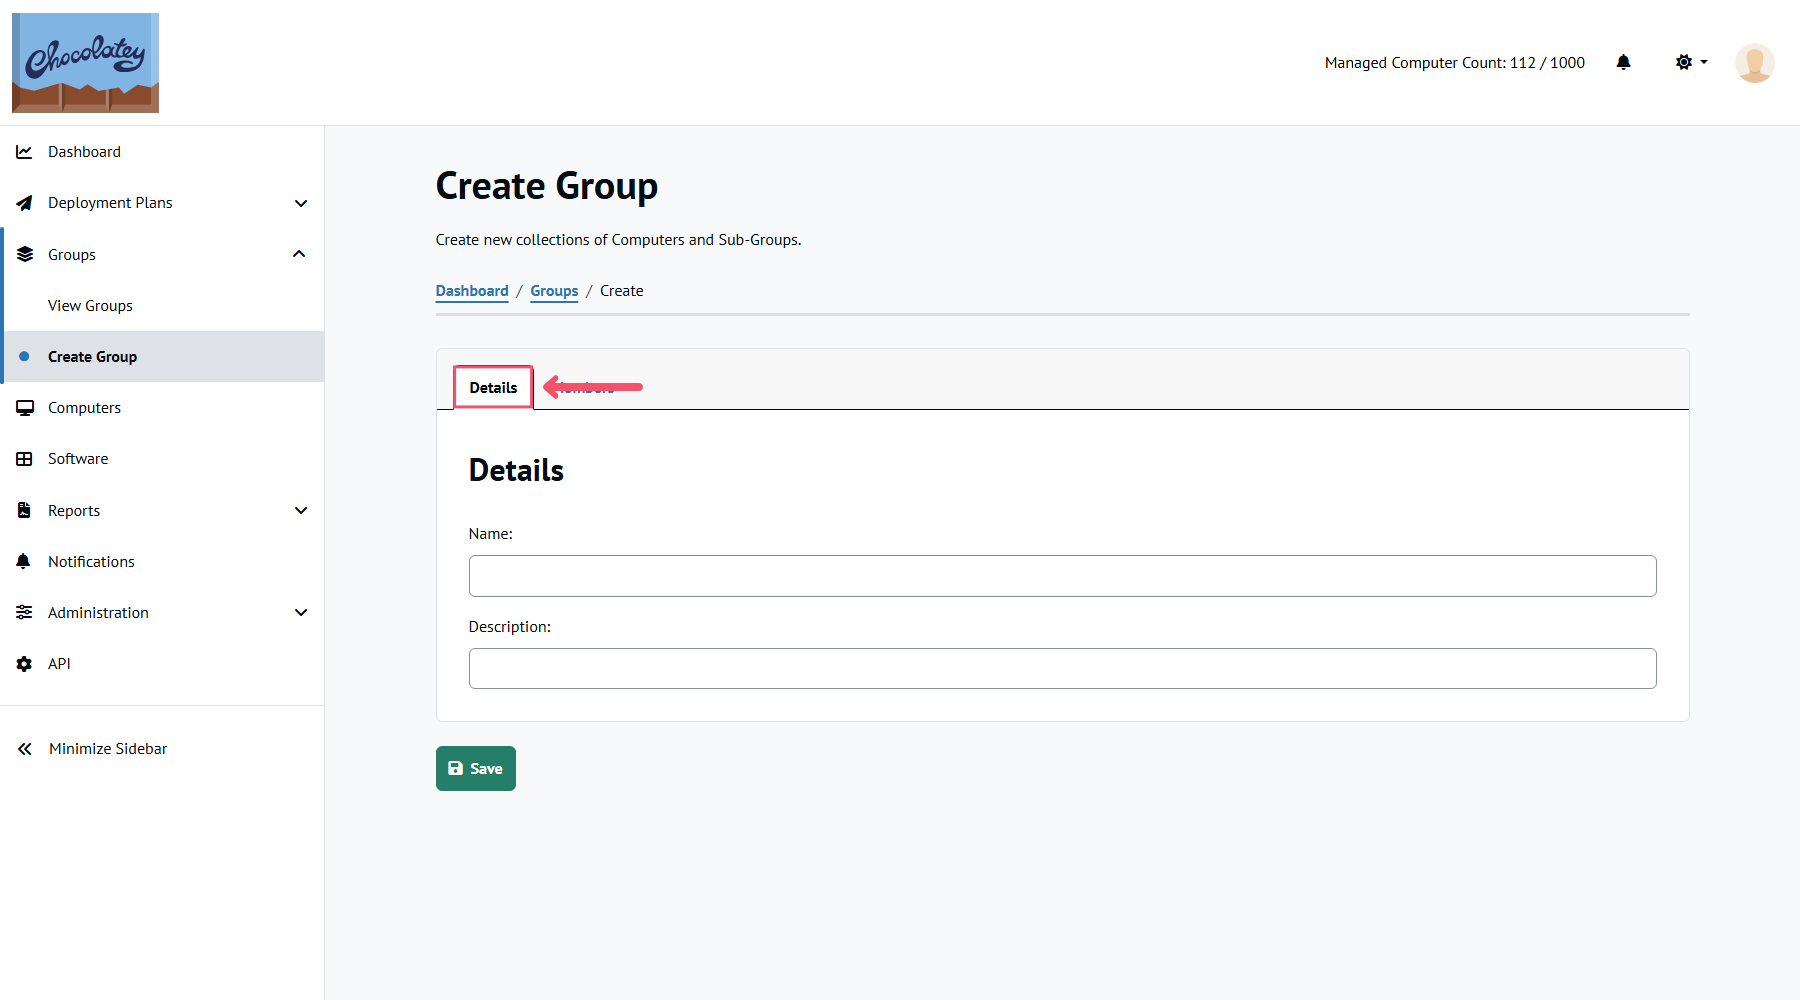 Chocolatey
Managed Computer Count: 112 / 1000
Dashboard
Deployment Plans
Groups
View Groups
Create Group
Computers
Software
Reports
Notifications
Administration
API
Minimize Sidebar
Create Group
Create new collections of Computers and Sub-Groups.
Dashboard / Groups / Create
Details
Details
Name:
Description:
Save